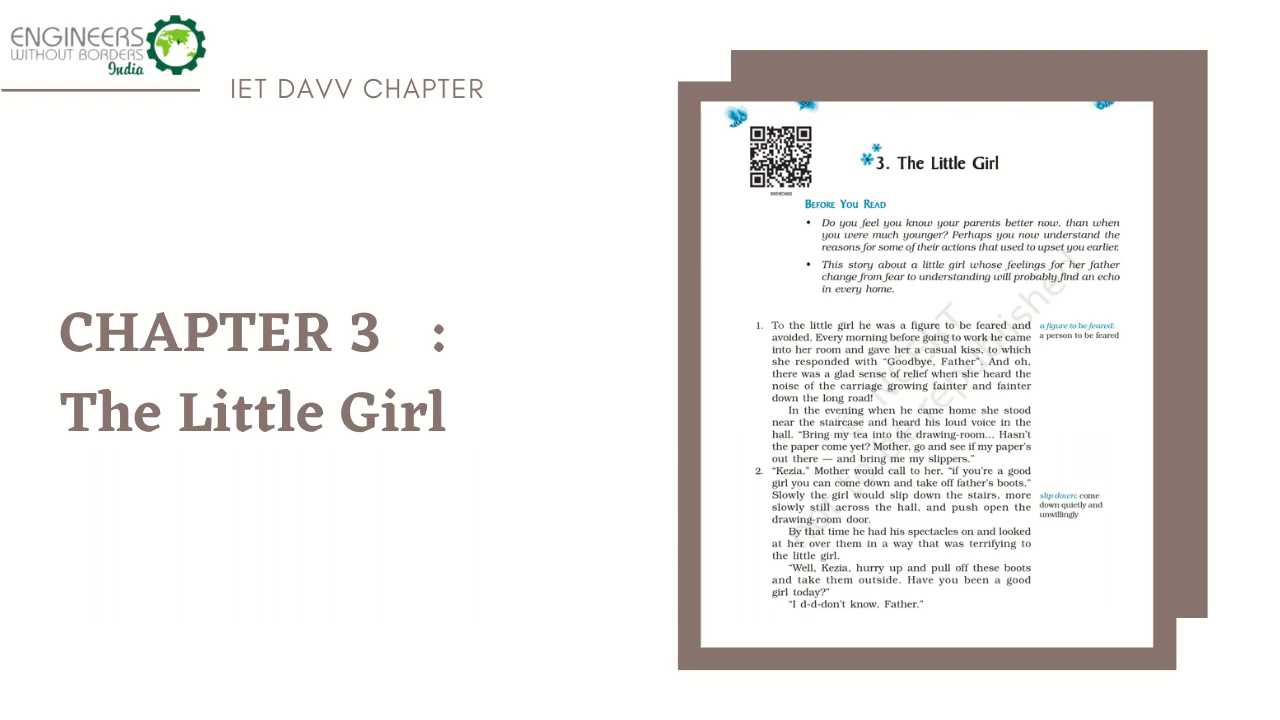 ENGINEERS
WITHOUT BORDERS
India
IET DAVV CHAPTER
CHAPTER 3 :
The Little Girl
0959CH03
3. The Little Girl
BEFORE YOU READ
• Do you feel you know your parents better now, than when
you were much younger? Perhaps you now understand the
reasons for some of their actions that used to upset you earlier.
• This story about a little girl whose feelings for her father
change from fear to understanding will probably find an echo
in every home.
1. To the little girl he was a figure to be feared and
avoided. Every morning before going to work he came
into her room and gave her a casual kiss, to which
she responded with “Goodbye, Father”. And oh,
there was a glad sense of relief when she heard the
noise of the carriage growing fainter and fainter
down the long road!
In the evening when he came home she stood
near the staircase and heard his loud voice in the
hall. “Bring my tea into the drawing-room... Hasn't
the paper come yet? Mother, go and see if my paper's
out there — and bring me my slippers.”
2. “Kezia,” Mother would call to her, “if you're a good
girl you can come down and take off father's boots.”
Slowly the girl would slip down the stairs, more
slowly still across the hall, and push open the
drawing-room door.
By that time he had his spectacles on and looked
at her over them in a way that was terrifying to
the little girl.
“Well, Kezia, hurry up and pull off these boots
and take them outside. Have you been a good
girl today?”
“I d-d-don't know, Father.”
a figure to be feared:
a person to be feared
slip down: come
down quietly and
unwillingly